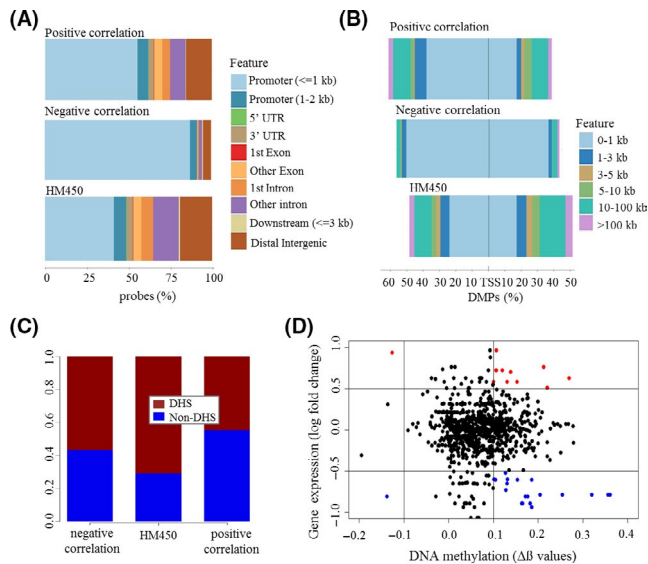 (A)
Positive correlation
Negative correlation
HM450
0 25 50 75 100
probes (%)
Feature
Promoter (<=1 kb)
Promoter (1-2 kb)
5' UTR
3' UTR
1st Exon
Other Exon
1st Intron
Other intron
Downstream (<=3 kb)
Distal Intergenic
(B)
Positive correlation
Negative correlation
HM450
60 50 40 30 20 10 TSS 10 20 30 40 50
DMPs (%)
Feature
0-1 kb
1-3 kb
3-5 kb
5-10 kb
10-100 kb
>100 kb
(C)
1.0
0.8
0.6
0.4
0.2
0.0
DHS
Non-DHS
negative correlation
HM450
positive correlation
(D)
Gene expression (log fold change)
1.0
0.5
0.0
−0.5
−1.0
−0.2 −0.1 0.0 0.1 0.2 0.3 0.4
DNA methylation (Δß values)